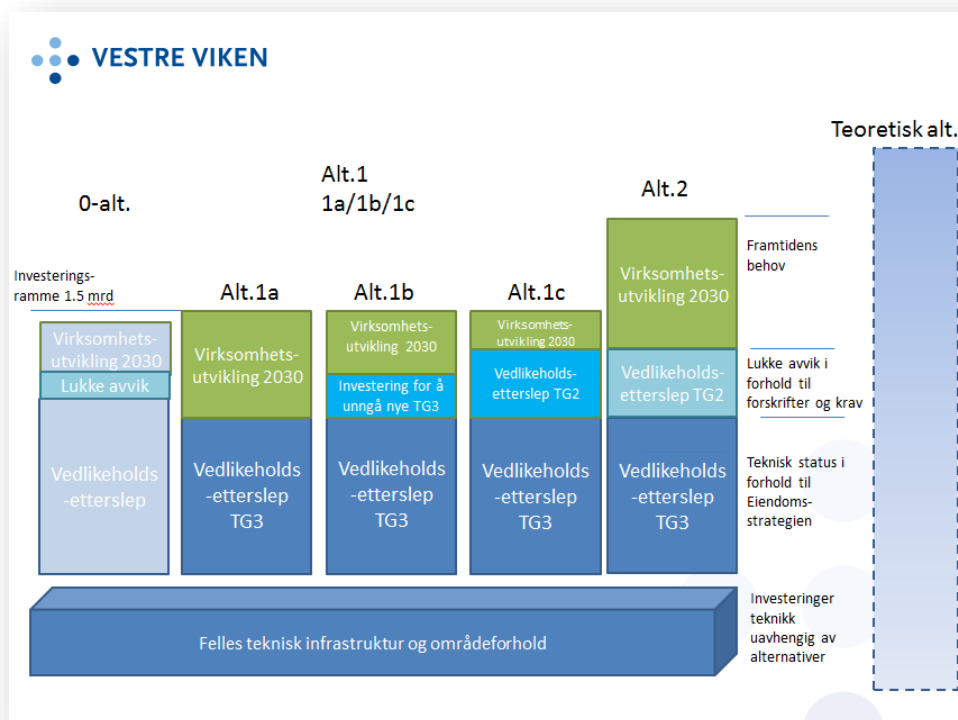 VESTRE VIKEN
Teoretisk alt.
0-alt.
Alt.1
1a/1b/1c
Alt.2
Investerings-
ramme 1.5 mrd
Alt.1a
Alt.1b
Alt.1c
Virksomhets-
utvikling 2030
Lukke avvik
Vedlikeholds
-etterslep
Virksomhets-
utvikling 2030
Vedlikeholds
-etterslep
TG3
Virksomhets-
utvikling 2030
Investering for å
unngå nye TG3
Vedlikeholds
-etterslep
TG3
Virksomhets-
utvikling 2030
Vedlikeholds-
etterslep TG2
Vedlikeholds
-etterslep
TG3
Virksomhets-
utvikling 2030
Vedlikeholds-
etterslep TG2
Vedlikeholds
-etterslep
TG3
Framtidens
behov
Lukke avvik i
forhold til
forskrifter og krav
Teknisk status i
forhold til
Eiendoms-
strategien
Investeringer
teknikk
uavhengig av
alternativer
Felles teknisk infrastruktur og områdeforhold